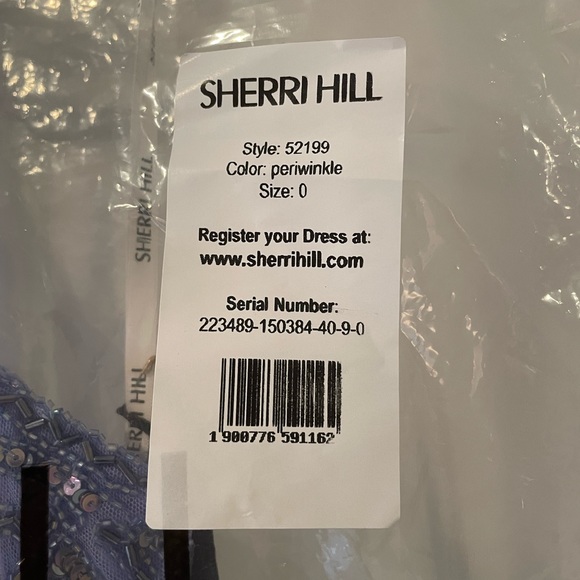 SHERRI HILL
Style: 52199
Color: periwinkle
Size: 0
Register your Dress at:
www.sherrihill.com
Serial Number:
223489-150384-40-9-0
1 900776 591162
SHERRI HILL
ERRI HILL